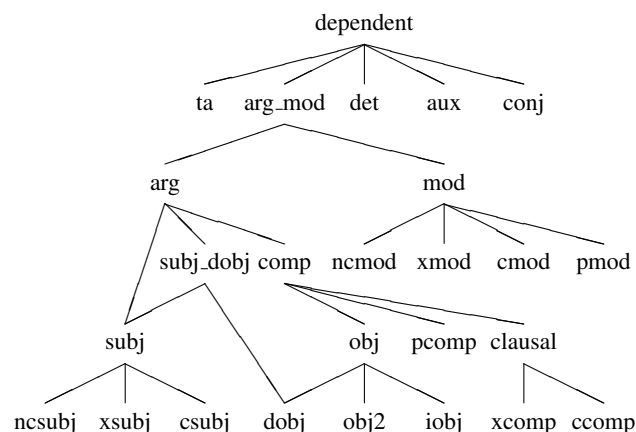 dependent
ta arg_mod det aux conj
arg mod
subj_dobj comp ncmod xmod cmod pmod
subj obj pcomp clausal
ncsubj xsubj csubj dobj obj2 iobj xcomp ccomp